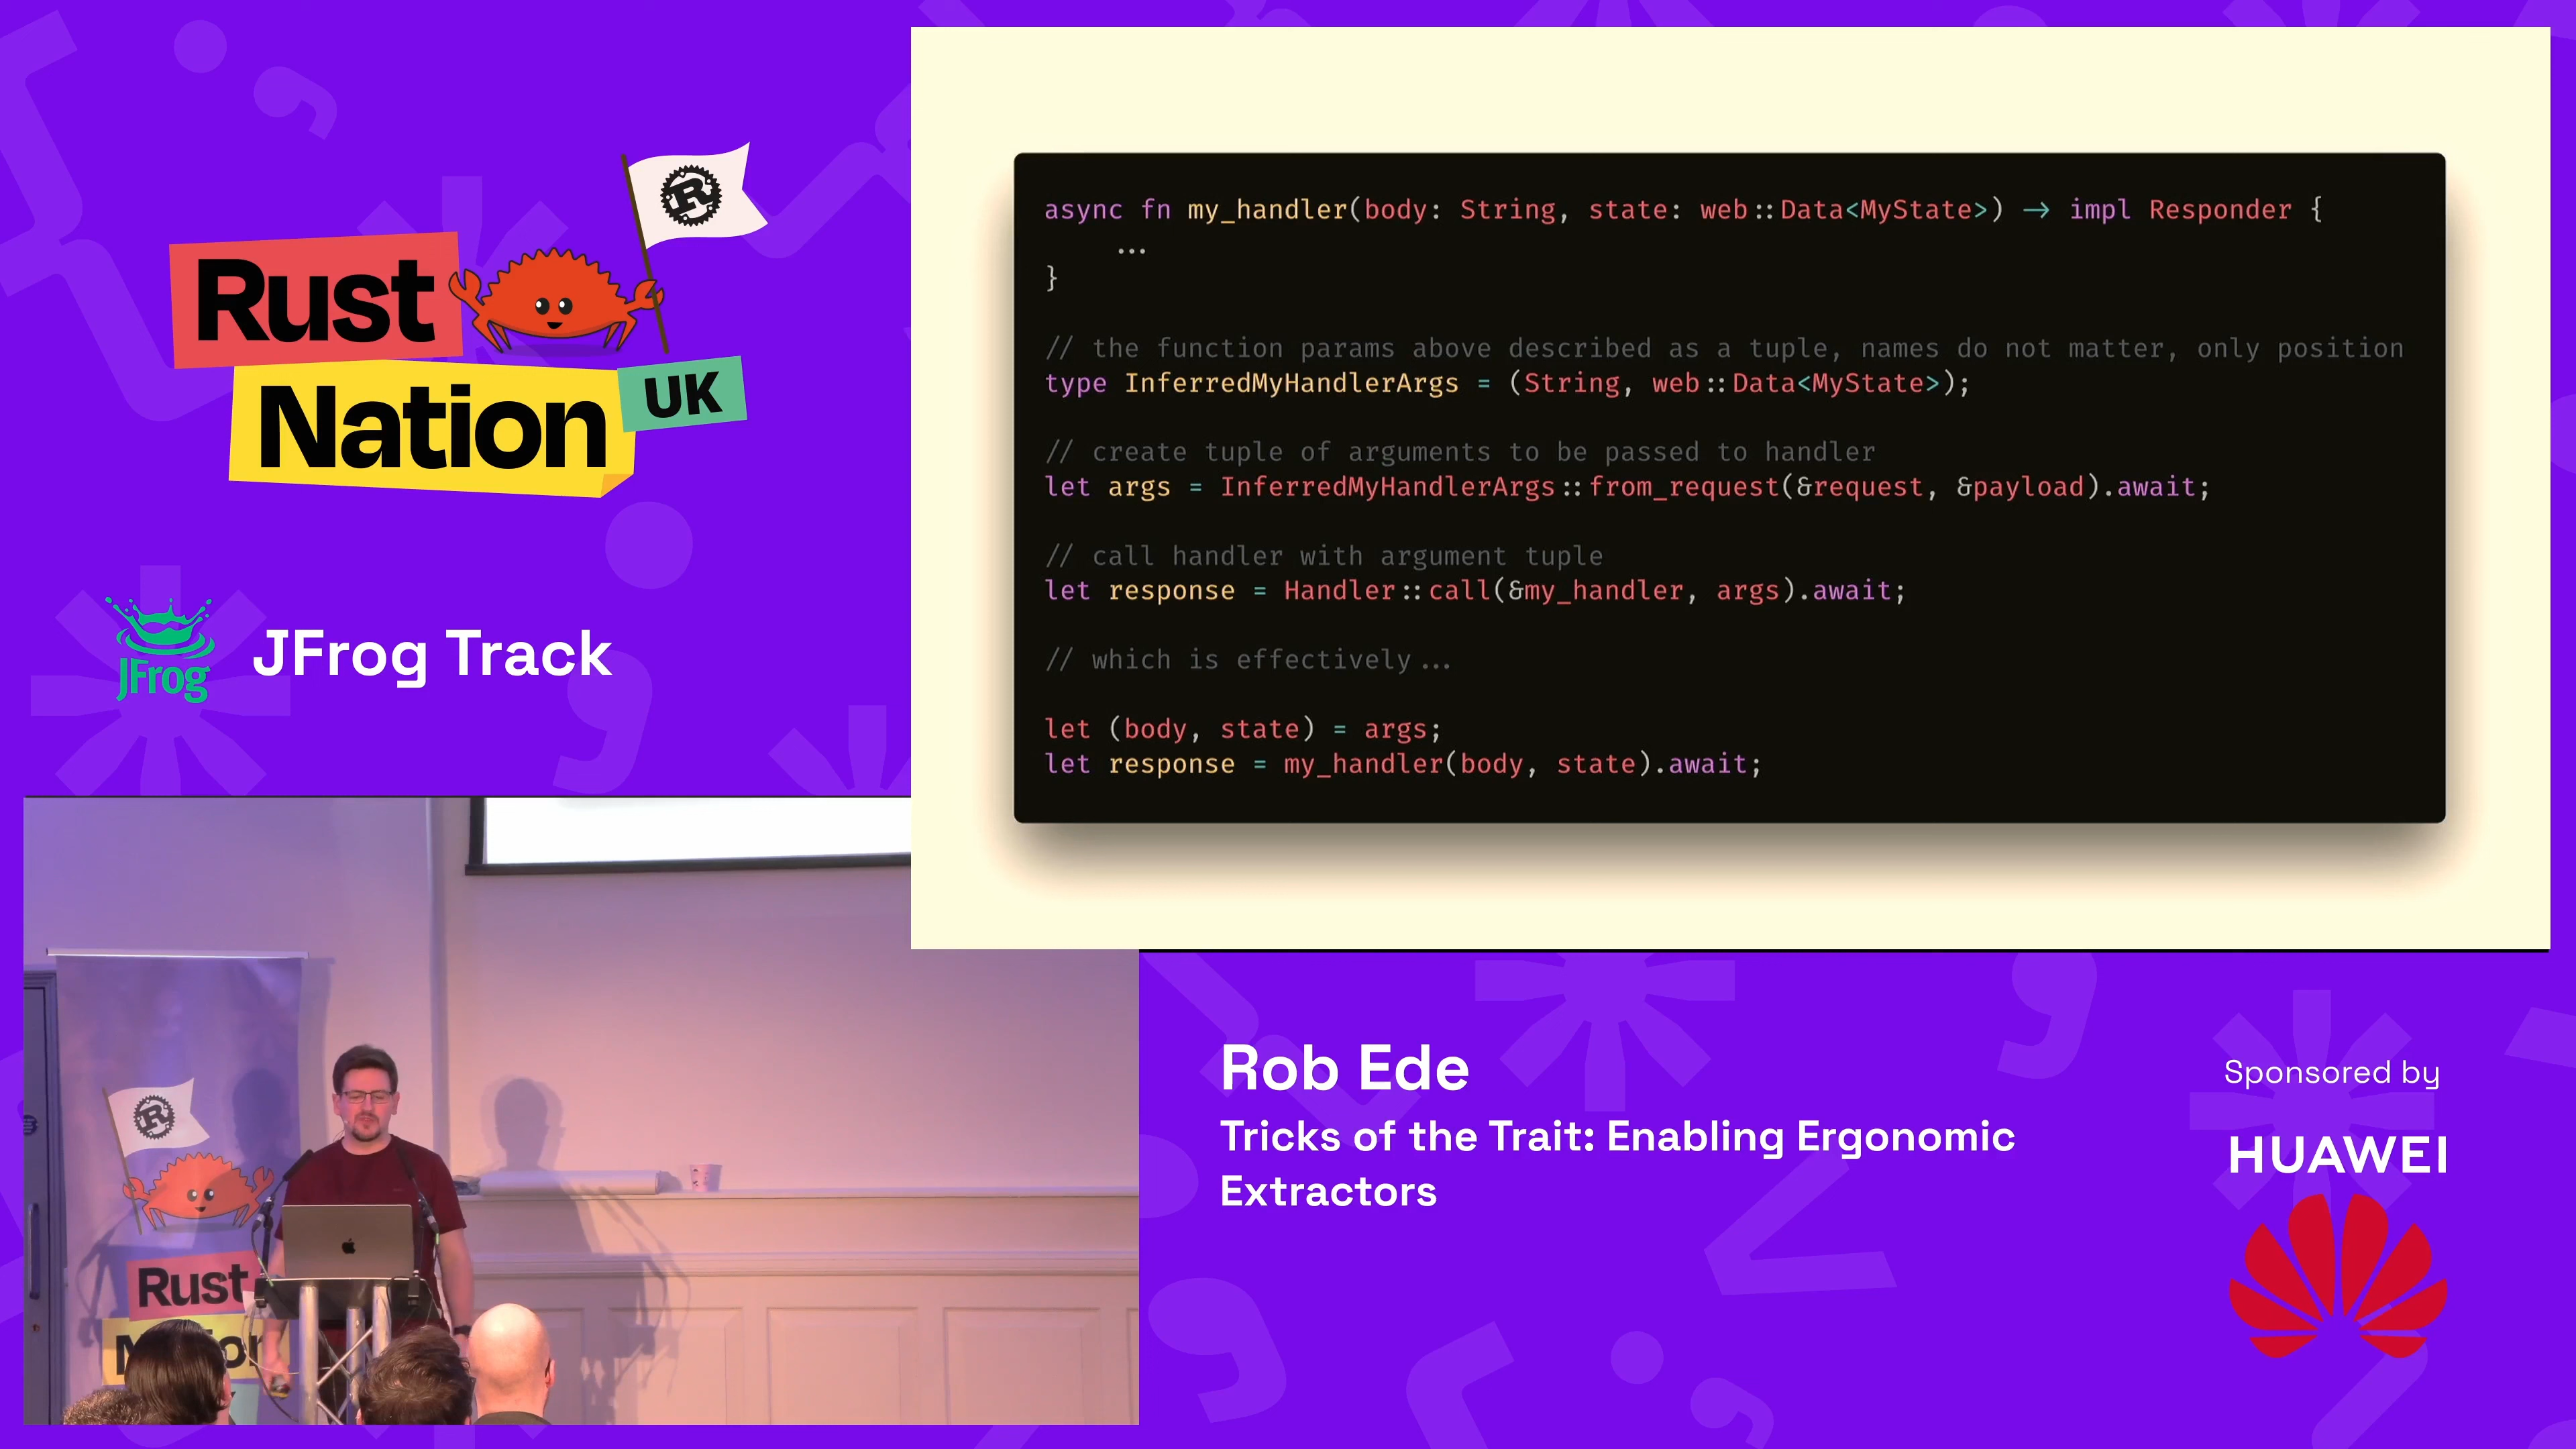 Rust
Nation
UK
JFrog
JFrog Track
async fn my_handler(body: String, state: web::Data<MyState>) → impl Responder {
...
}
// the function params above described as a tuple, names do not matter, only position
type InferredMyHandlerArgs = (String, web::Data<MyState>);
// create tuple of arguments to be passed to handler
let args = InferredMyHandlerArgs::from_request(&request, &payload).await;
// call handler with argument tuple
let response = Handler::call(&my_handler, args).await;
// which is effectively...
let (body, state) = args;
let response = my_handler(body, state).await;
R
Rust
Rob Ede
Tricks of the Trait: Enabling Ergonomic
Extractors
Sponsored by
HUAWEI